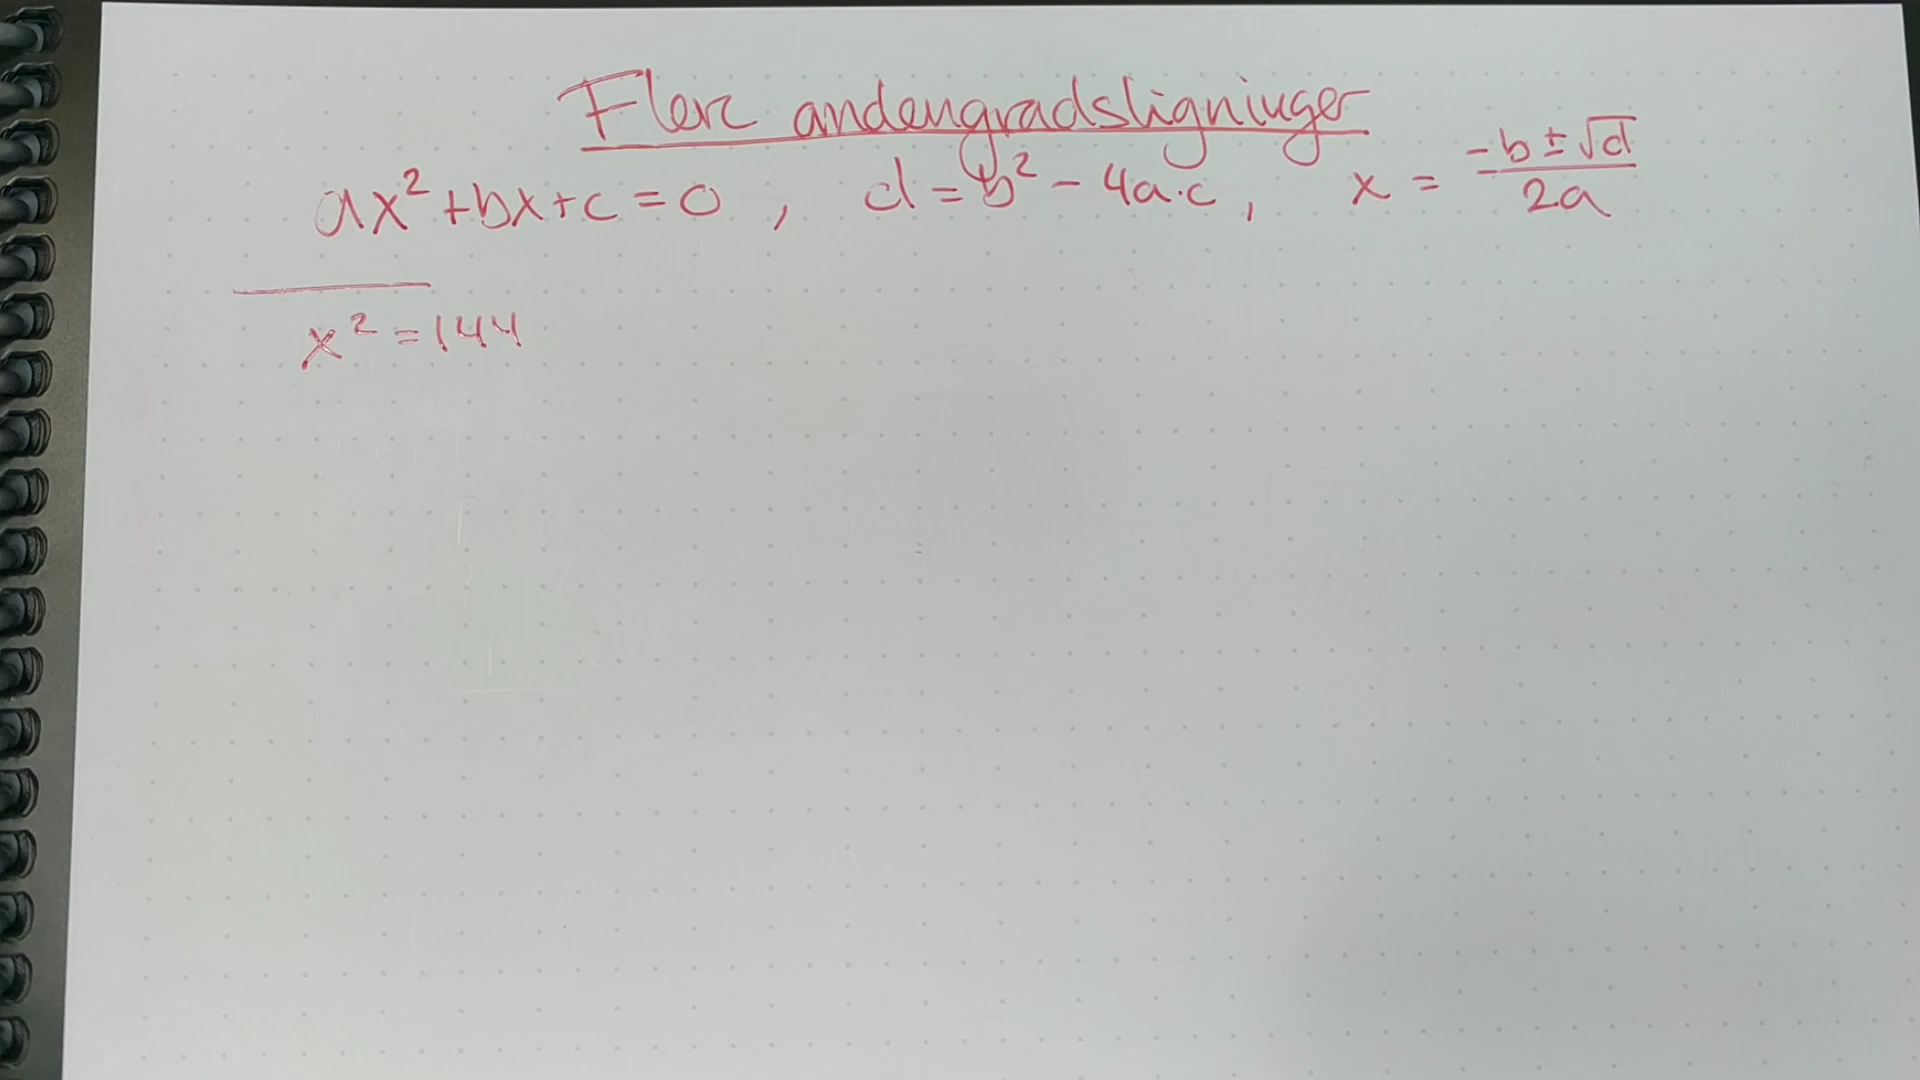 Flere andengradsligninger
ax² + bx + c = 0 , d = b² - 4a·c , x = (-b ± √d) / 2a
x² = 144